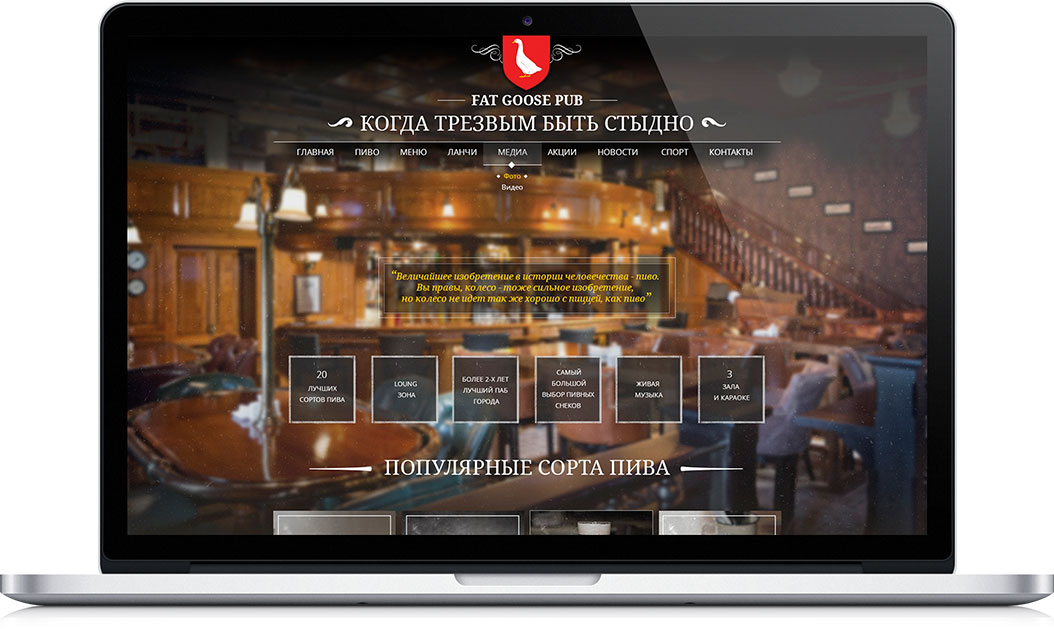 FAT GOOSE PUB
КОГДА ТРЕЗВЫМ БЫТЬ СТЫДНО
ГЛАВНАЯ ПИВО МЕНЮ ЛАНЧИ МЕДИА АКЦИИ НОВОСТИ СПОРТ КОНТАКТЫ
Фото
Видео
“Величайшее изобретение в истории человечества - пиво.
Вы правы, колесо - тоже сильное изобретение,
но колесо не идет так же хорошо с пиццей, как пиво”
20
ЛУЧШИХ
СОРТОВ ПИВА
LOUNG
ЗОНА
БОЛЕЕ 2-Х ЛЕТ
ЛУЧШИЙ ПАБ
ГОРОДА
САМЫЙ
БОЛЬШОЙ
ВЫБОР ПИВНЫХ
СНЕКОВ
ЖИВАЯ
МУЗЫКА
3
ЗАЛА
И КАРАОКЕ
ПОПУЛЯРНЫЕ СОРТА ПИВА